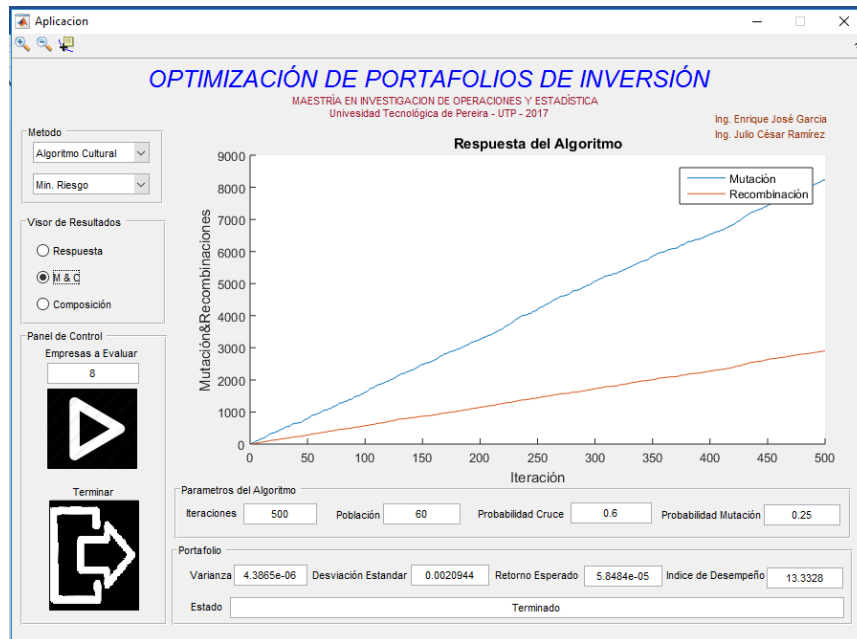 Aplicacion
OPTIMIZACIÓN DE PORTAFOLIOS DE INVERSIÓN
MAESTRÍA EN INVESTIGACION DE OPERACIONES Y ESTADÍSTICA
Univesidad Tecnológica de Pereira - UTP - 2017
Ing. Enrique José Garcia
Ing. Julio César Ramírez
Metodo
Algoritmo Cultural
Min. Riesgo
Visor de Resultados
Respuesta
M & C
Composición
Panel de Control
Empresas a Evaluar
8
Terminar
Respuesta del Algoritmo
Mutación
Recombinación
Mutación&Recombinaciones
9000
8000
7000
6000
5000
4000
3000
2000
1000
0
0 50 100 150 200 250 300 350 400 450 500
Iteración
Parametros del Algoritmo
Iteraciones 500 Población 60 Probabilidad Cruce 0.6 Probabilidad Mutación 0.25
Portafolio
Varianza 4.3865e-06 Desviación Estandar 0.0020944 Retorno Esperado 5.8484e-05 Indice de Desempeño 13.3328
Estado Terminado